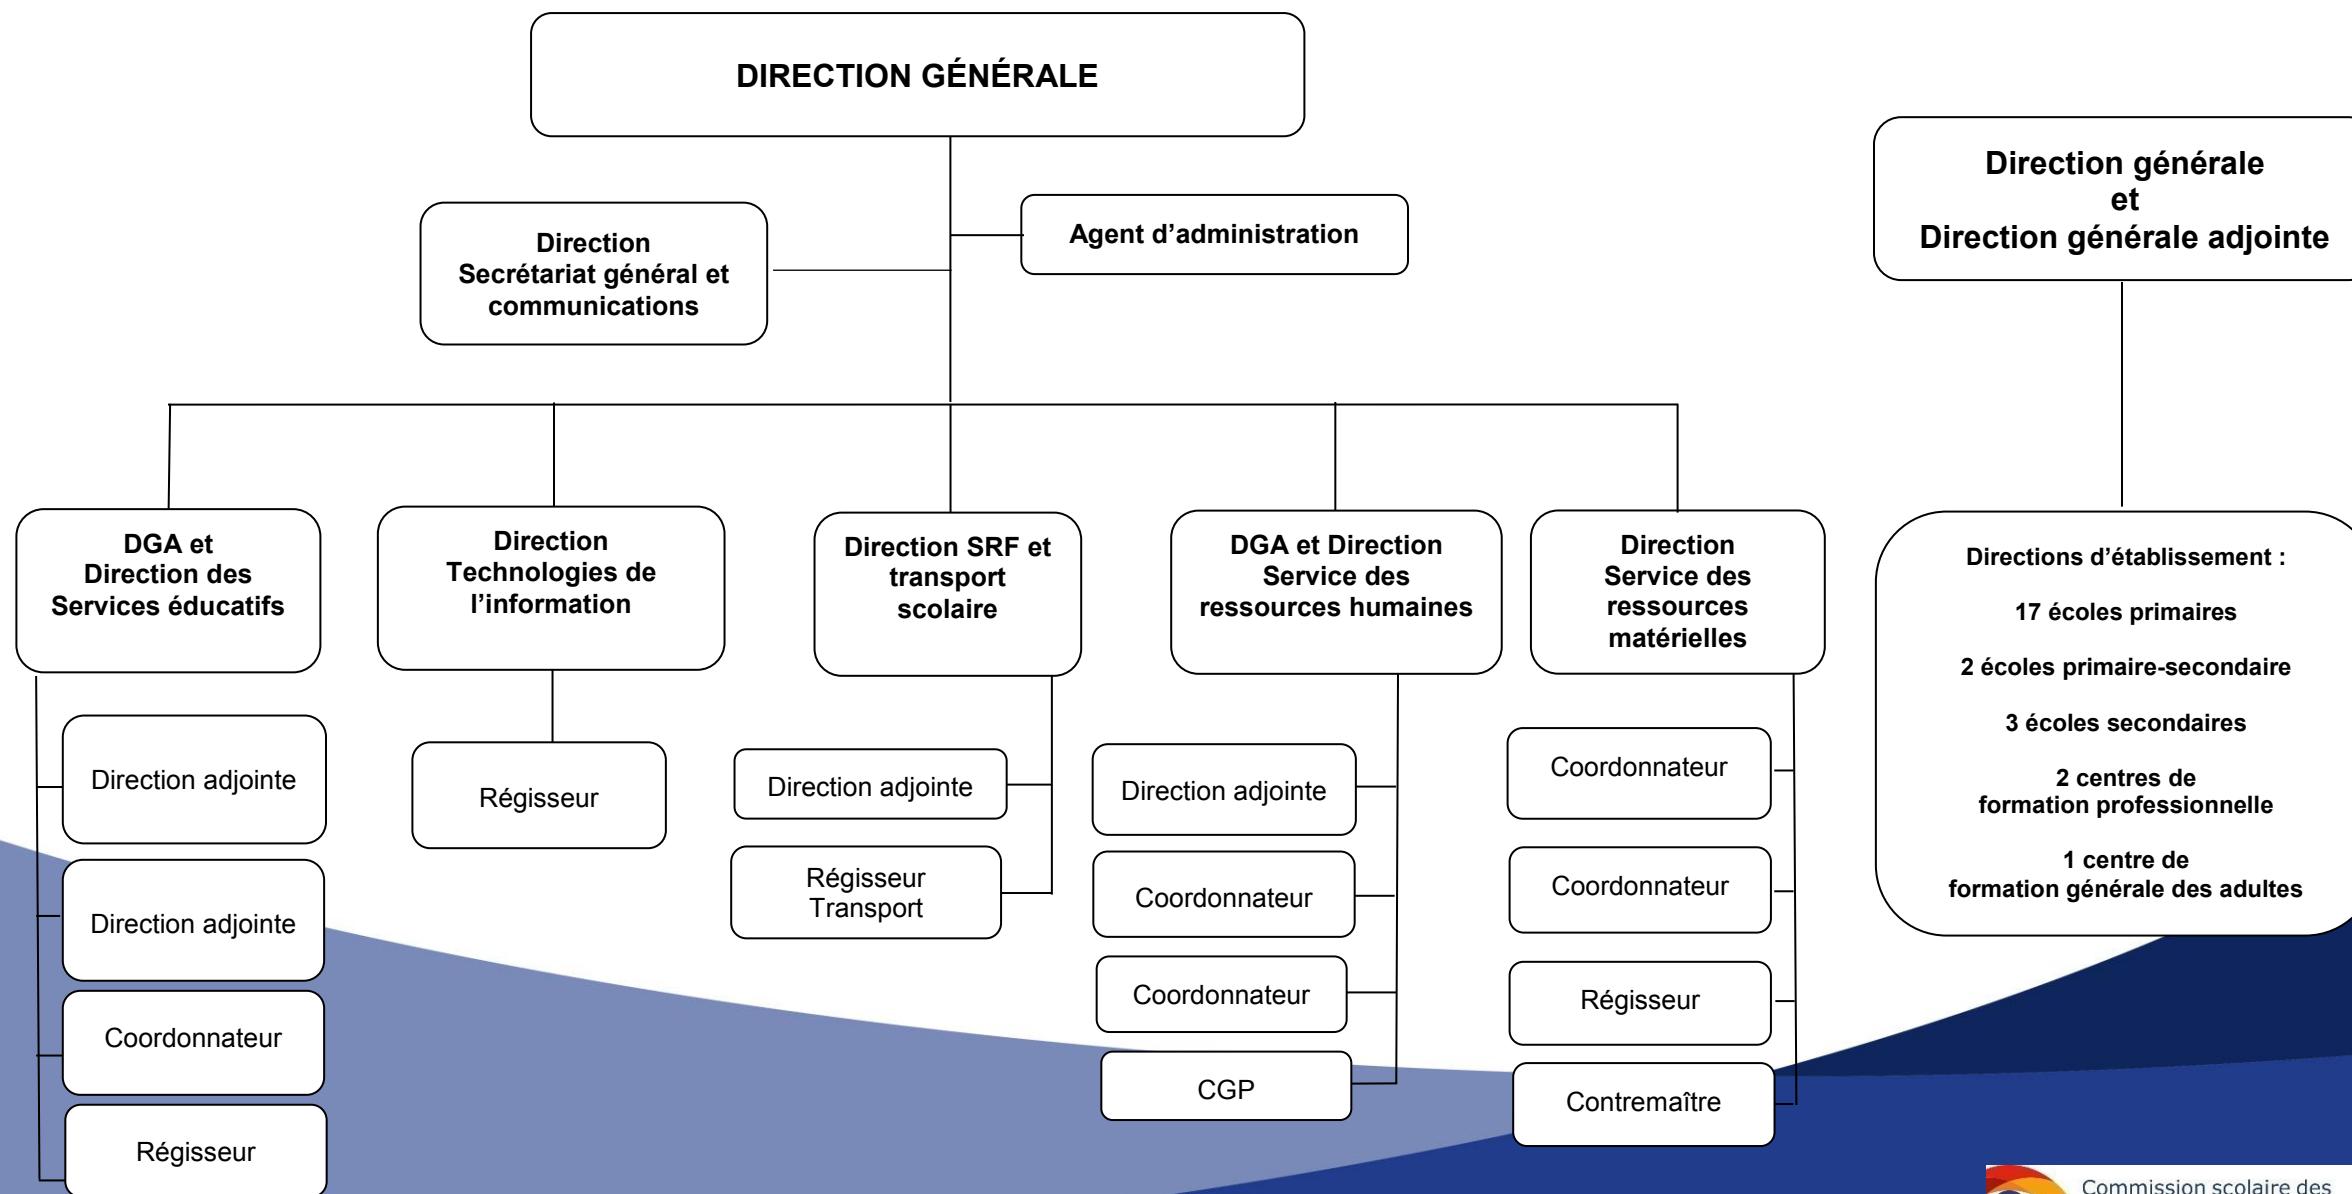 DIRECTION GÉNÉRALE
Direction
Secrétariat général et
communications
Agent d’administration
Direction générale
et
Direction générale adjointe
DGA et
Direction des
Services éducatifs
Direction
Technologies de
l’information
Direction SRF et
transport
scolaire
DGA et Direction
Service des
ressources humaines
Direction
Service des
ressources
matérielles
Directions d’établissement :
17 écoles primaires
2 écoles primaire-secondaire
3 écoles secondaires
2 centres de
formation professionnelle
1 centre de
formation générale des adultes
Direction adjointe
Direction adjointe
Coordonnateur
Régisseur
Régisseur
Direction adjointe
Régisseur
Transport
Direction adjointe
Coordonnateur
Coordonnateur
CGP
Coordonnateur
Coordonnateur
Régisseur
Contremaître
Commission scolaire des